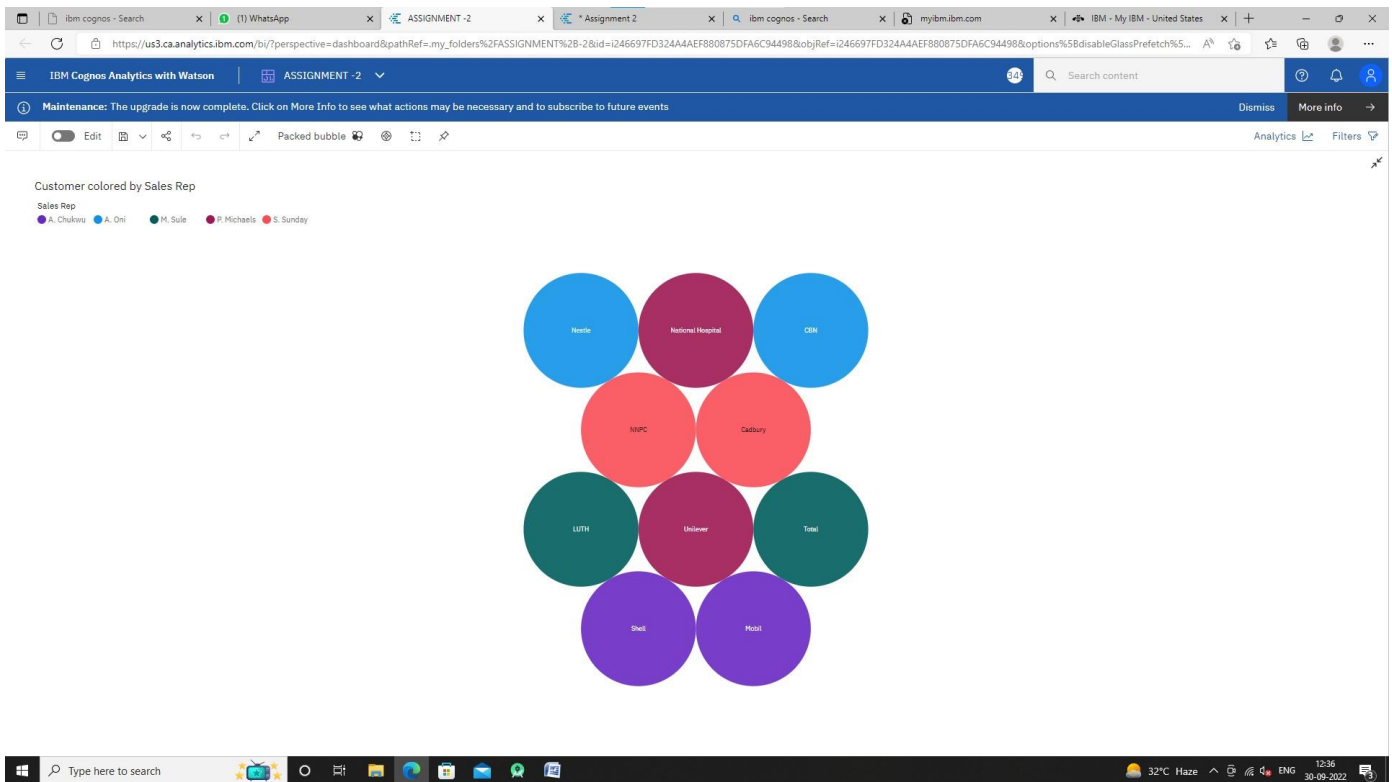 ibm cognos - Search
(1) WhatsApp
ASSIGNMENT -2
* Assignment 2
ibm cognos - Search
myibm.ibm.com
IBM - My IBM - United States
https://us3.ca.analytics.ibm.com/bi/?perspective=dashboard&pathRef=.my_folders%2FASSIGNMENT%2B-2&id=i246697FD324A4AEF880875DFA6C94498&objRef=i246697FD324A4AEF880875DFA6C94498&options%5BdisableGlassPrefetch%5...
IBM Cognos Analytics with Watson
ASSIGNMENT -2
Search content
Maintenance: The upgrade is now complete. Click on More Info to see what actions may be necessary and to subscribe to future events
Dismiss
More info
Edit
Packed bubble
Analytics
Filters
Customer colored by Sales Rep
Sales Rep
A. Chukwu A. Oni M. Sule P. Michaels S. Sunday
Nestle National Hospital CBN
NNPC Cadbury
LUTH Unilever Total
Shell Mobil
Type here to search
32°C Haze
ENG
12:36
30-09-2022
3